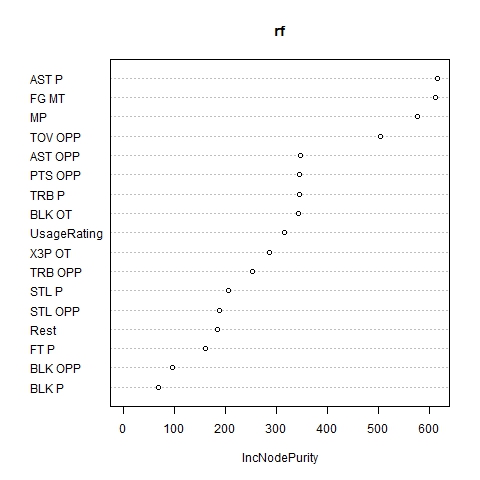 rf
AST P
FG MT
MP
TOV OPP
AST OPP
PTS OPP
TRB P
BLK OT
UsageRating
X3P OT
TRB OPP
STL P
STL OPP
Rest
FT P
BLK OPP
BLK P
0 100 200 300 400 500 600
IncNodePurity